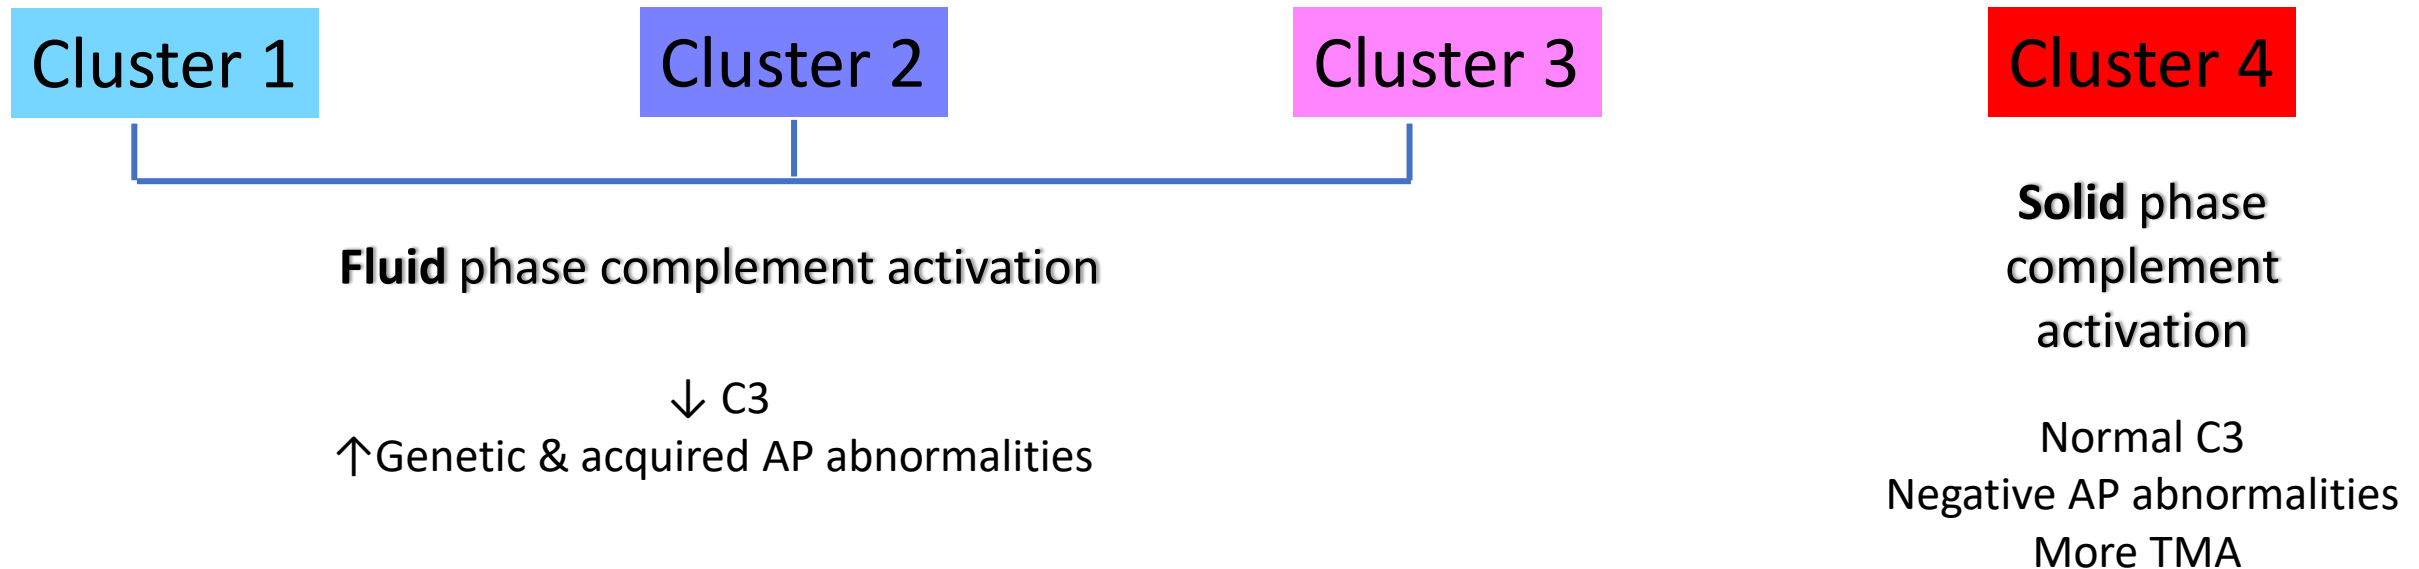 Cluster 1
Cluster 2
Cluster 3
Cluster 4
Fluid phase complement activation
↓ C3
↑Genetic & acquired AP abnormalities
Solid phase
complement
activation
Normal C3
Negative AP abnormalities
More TMA